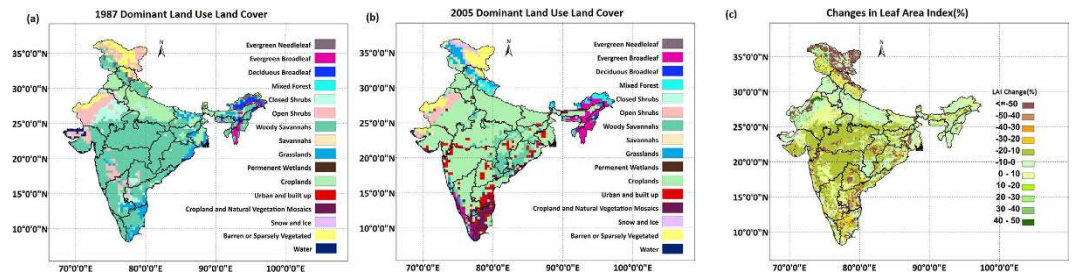 (a) 1987 Dominant Land Use Land Cover
N
35°0'0"N
30°0'0"N
25°0'0"N
20°0'0"N
15°0'0"N
10°0'0"N
70°0'0"E 80°0'0"E 90°0'0"E 100°0'0"E
Evergreen Needleleaf
Evergreen Broadleaf
Deciduous Broadleaf
Mixed Forest
Closed Shrubs
Open Shrubs
Woody Savannahs
Savannas
Grasslands
Permenent Wetlands
Croplands
Urban and built up
Cropland and Natural Vegetation Mosaics
Snow and Ice
Barren or Sparsely Vegetated
Water
(b) 2005 Dominant Land Use Land Cover
N
35°0'0"N
30°0'0"N
25°0'0"N
20°0'0"N
15°0'0"N
10°0'0"N
70°0'0"E 80°0'0"E 90°0'0"E 100°0'0"E
Evergreen Needleleaf
Evergreen Broadleaf
Deciduous Broadleaf
Mixed Forest
Closed Shrubs
Open Shrubs
Woody Savannahs
Savannas
Grasslands
Permenent Wetlands
Croplands
Urban and built up
Cropland and Natural Vegetation Mosaics
Snow and Ice
Barren or Sparsely Vegetated
Water
(c) Changes in Leaf Area Index(%)
N
35°0'0"N
30°0'0"N
25°0'0"N
20°0'0"N
15°0'0"N
10°0'0"N
70°0'0"E 80°0'0"E 90°0'0"E 100°0'0"E
LAI Change(%)
<=-50
-50-40
-40-30
-30-20
-20-10
-10-0
0 - 10
10 -20
20 -30
30 -40
40 - 50